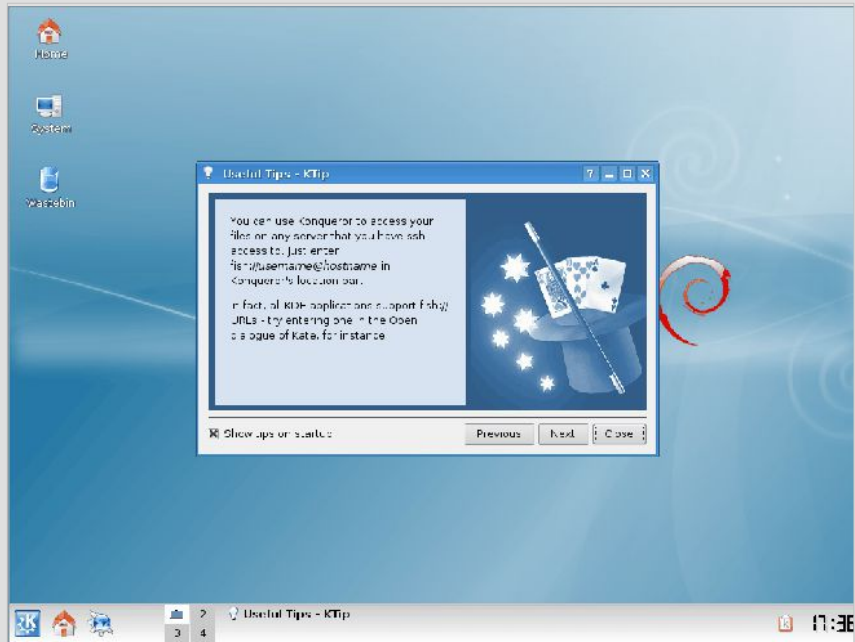 Home
System
Wastebin
Useful Tips - KTip
You can use Konqueror to access your
files on any server that you have ssh
access to. Just enter
fish://username@hostname in
Konqueror's location bar.
In fact, all KDE applications support fish://
URLs - try entering one in the Open
dialogue of Kate, for instance
Show tips on startup
Previous
Next
Close
2
Useful Tips - KTip
3 4